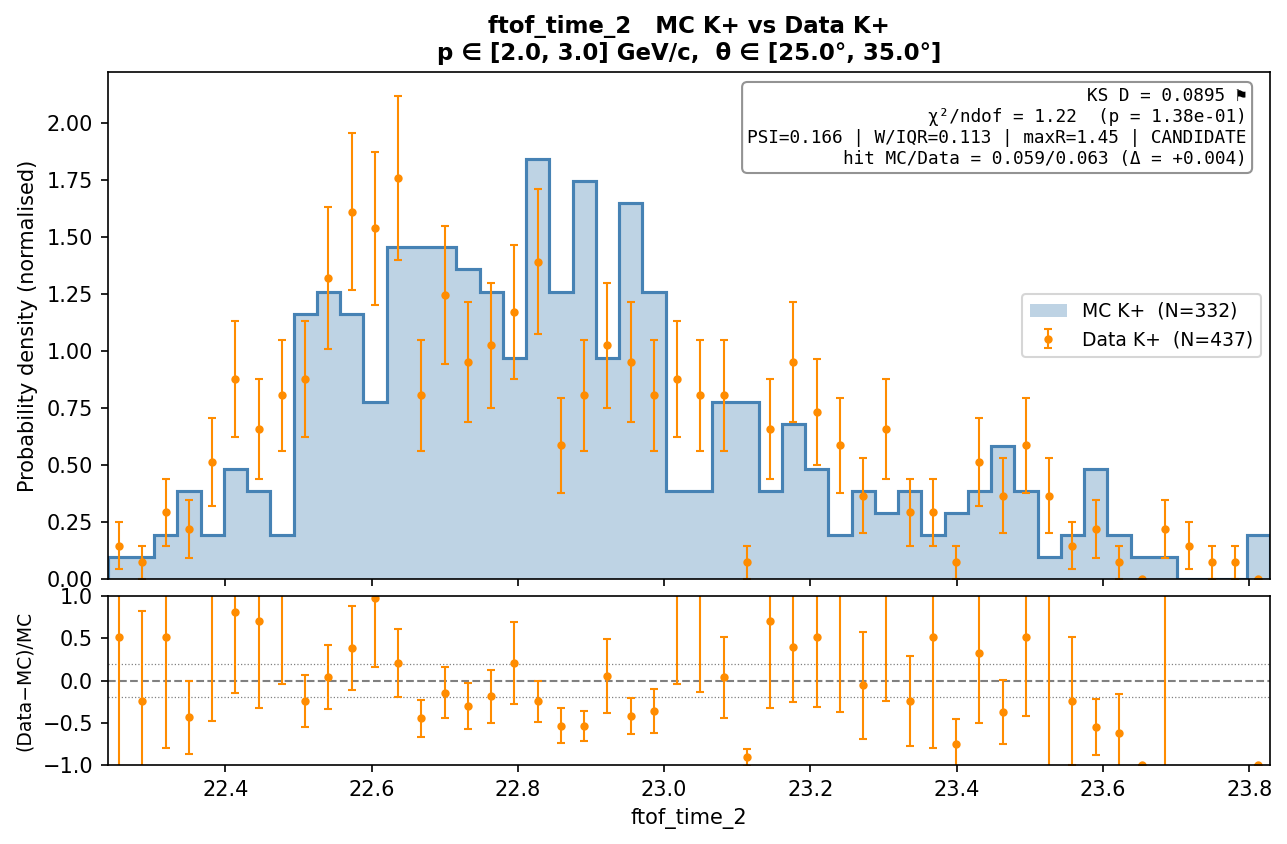 ftof_time_2   MC K+ vs Data K+
p ∈ [2.0, 3.0] GeV/c,  θ ∈ [25.0°, 35.0°]
KS D = 0.0895 ⚑
χ²/ndof = 1.22  (p = 1.38e-01)
PSI=0.166 | W/IQR=0.113 | maxR=1.45 | CANDIDATE
hit MC/Data = 0.059/0.063 (Δ = +0.004)
MC K+  (N=332)
Data K+  (N=437)
Probability density (normalised)
2.00
1.75
1.50
1.25
1.00
0.75
0.50
0.25
0.00
(Data−MC)/MC
1.0
0.5
0.0
−0.5
−1.0
22.4
22.6
22.8
23.0
23.2
23.4
23.6
23.8
ftof_time_2